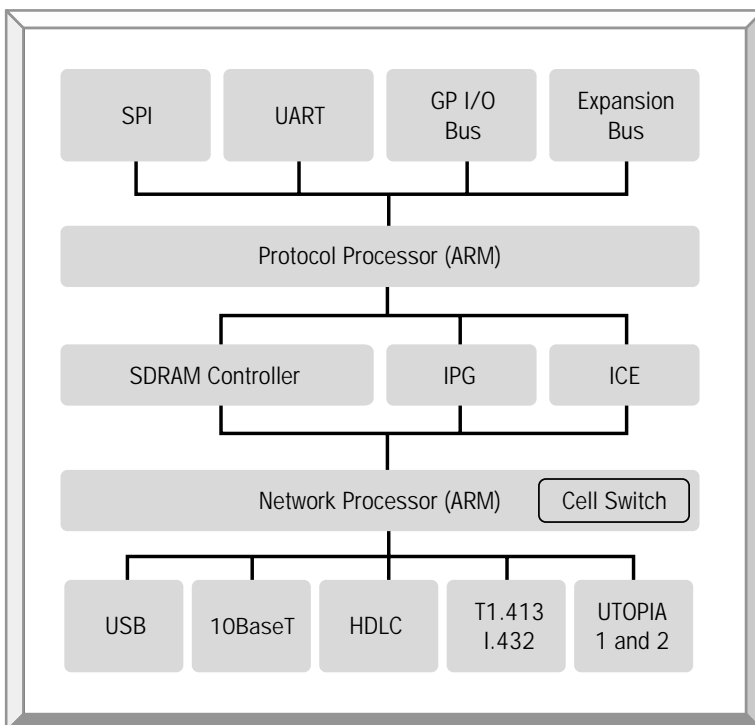 SPI
UART
GP I/O
Bus
Expansion
Bus
Protocol Processor (ARM)
SDRAM Controller
IPG
ICE
Network Processor (ARM)
Cell Switch
USB
10BaseT
HDLC
T1.413
I.432
UTOPIA
1 and 2